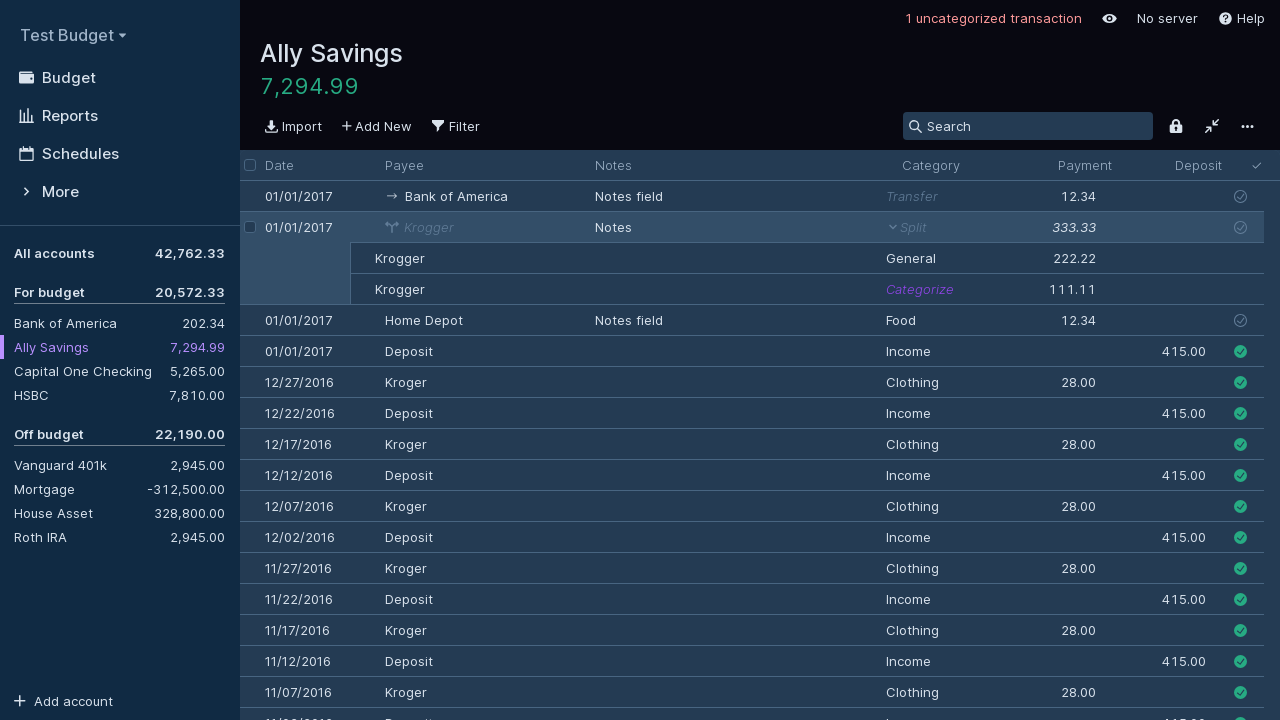 Test Budget
Budget
Reports
Schedules
More
All accounts 42,762.33
For budget 20,572.33
Bank of America 202.34
Ally Savings 7,294.99
Capital One Checking 5,265.00
HSBC 7,810.00
Off budget 22,190.00
Vanguard 401k 2,945.00
Mortgage -312,500.00
House Asset 328,800.00
Roth IRA 2,945.00
Add account
1 uncategorized transaction No server Help
Ally Savings
7,294.99
Import Add New Filter Search
Date Payee Notes Category Payment Deposit
01/01/2017 Bank of America Notes field Transfer 12.34
01/01/2017 Krogger Notes Split 333.33
Krogger General 222.22
Krogger Categorize 111.11
01/01/2017 Home Depot Notes field Food 12.34
01/01/2017 Deposit Income 415.00
12/27/2016 Kroger Clothing 28.00
12/22/2016 Deposit Income 415.00
12/17/2016 Kroger Clothing 28.00
12/12/2016 Deposit Income 415.00
12/07/2016 Kroger Clothing 28.00
12/02/2016 Deposit Income 415.00
11/27/2016 Kroger Clothing 28.00
11/22/2016 Deposit Income 415.00
11/17/2016 Kroger Clothing 28.00
11/12/2016 Deposit Income 415.00
11/07/2016 Kroger Clothing 28.00